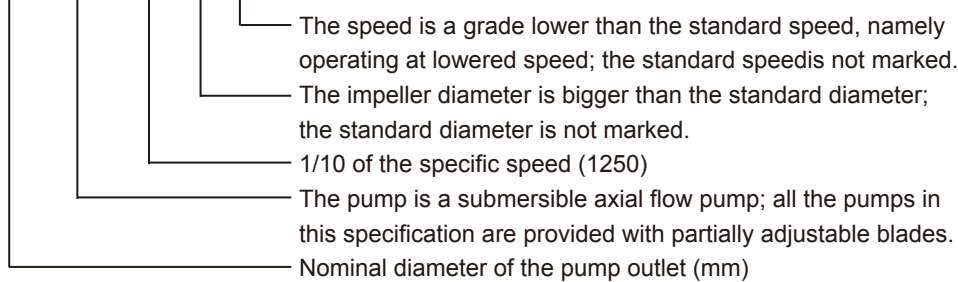 The speed is a grade lower than the standard speed, namely
operating at lowered speed; the standard speedis not marked.
The impeller diameter is bigger than the standard diameter;
the standard diameter is not marked.
1/10 of the specific speed (1250)
The pump is a submersible axial flow pump; all the pumps in
this specification are provided with partially adjustable blades.
Nominal diameter of the pump outlet (mm)